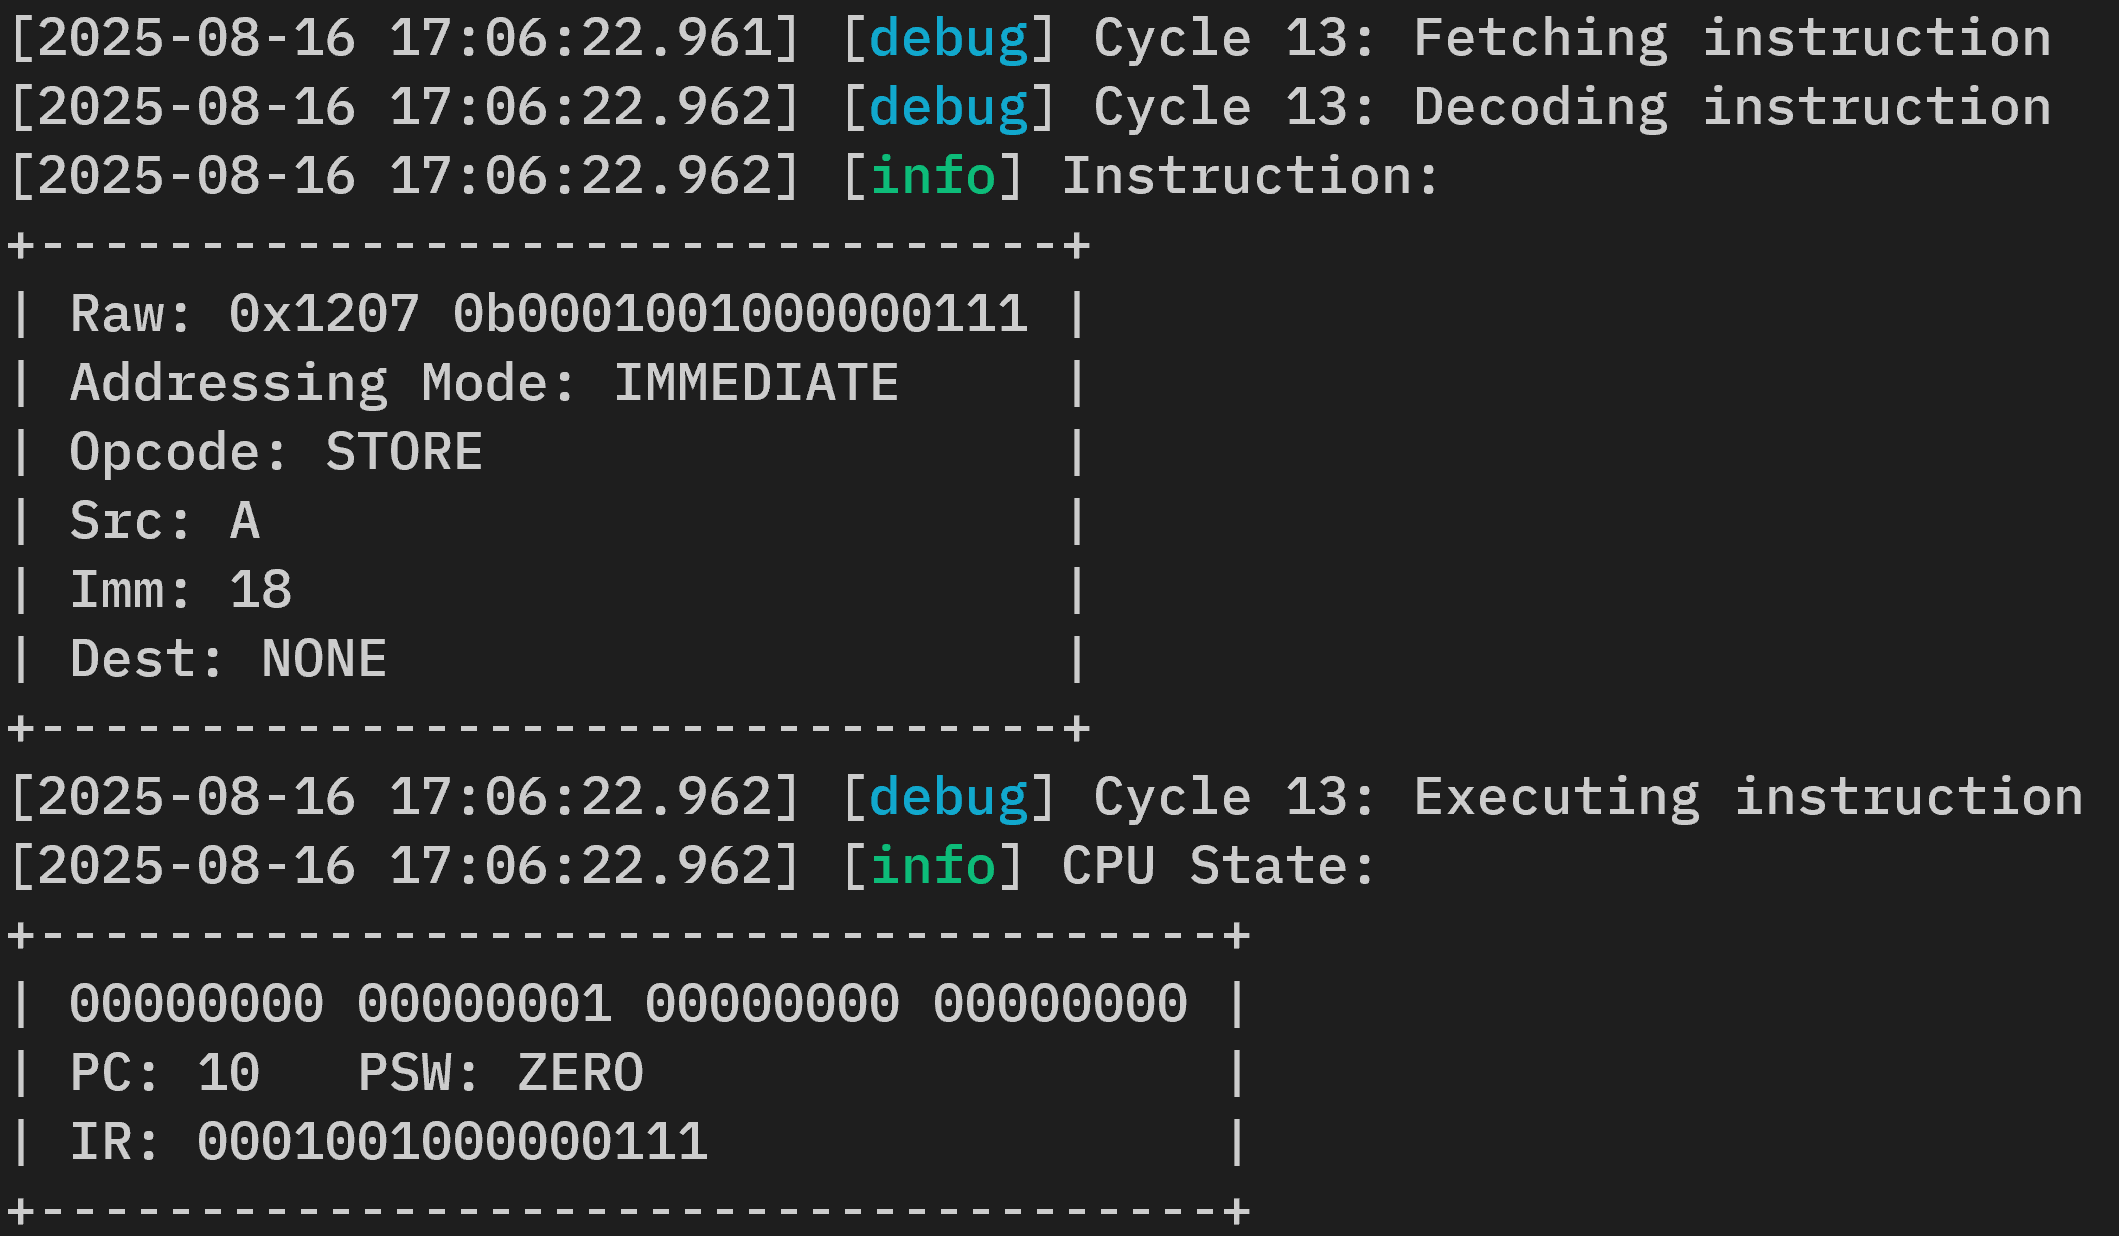 [2025-08-16 17:06:22.961] [debug] Cycle 13: Fetching instruction
[2025-08-16 17:06:22.962] [debug] Cycle 13: Decoding instruction
[2025-08-16 17:06:22.962] [info] Instruction:
+--------------------------------+
| Raw: 0x1207 0b0001001000000111 |
| Addressing Mode: IMMEDIATE     |
| Opcode: STORE                  |
| Src: A                         |
| Imm: 18                        |
| Dest: NONE                     |
+--------------------------------+
[2025-08-16 17:06:22.962] [debug] Cycle 13: Executing instruction
[2025-08-16 17:06:22.962] [info] CPU State:
+-------------------------------------+
| 00000000 00000001 00000000 00000000 |
| PC: 10   PSW: ZERO                  |
| IR: 0001001000000111                |
+-------------------------------------+